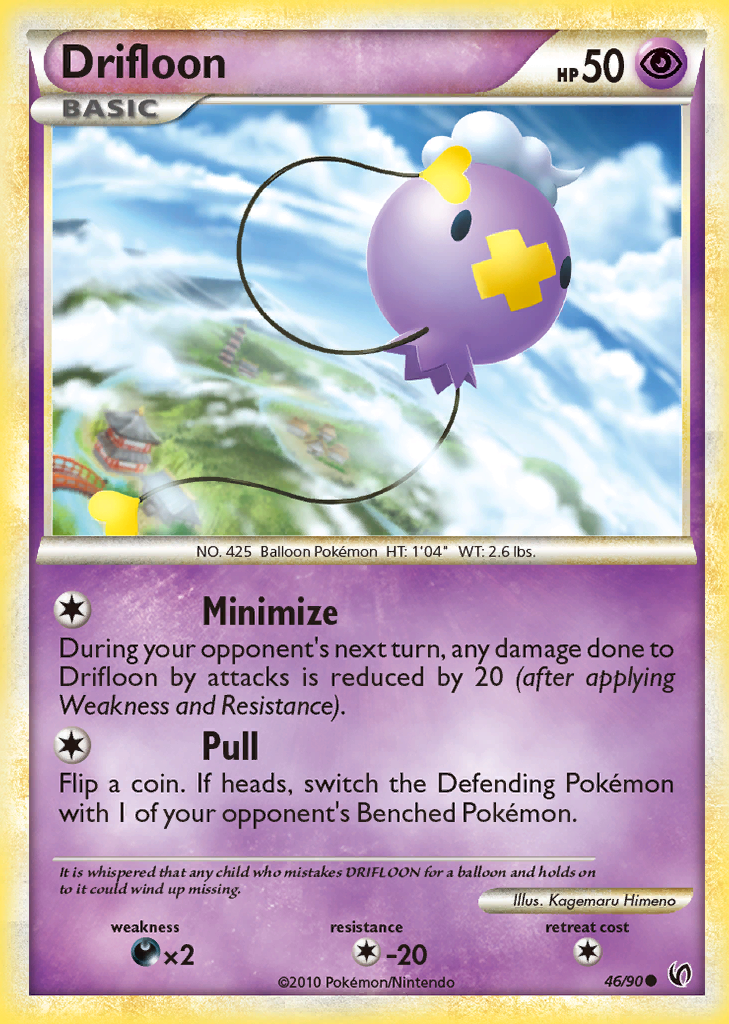 Drifloon
HP 50
BASIC
NO. 425 Balloon Pokémon HT: 1'04" WT: 2.6 lbs.
Minimize
During your opponent's next turn, any damage done to
Drifloon by attacks is reduced by 20 (after applying
Weakness and Resistance).
Pull
Flip a coin. If heads, switch the Defending Pokémon
with 1 of your opponent's Benched Pokémon.
It is whispered that any child who mistakes DRIFLOON for a balloon and holds on
to it could wind up missing.
Illus. Kagemaru Himeno
weakness resistance retreat cost
×2 -20
©2010 Pokémon/Nintendo 46/90